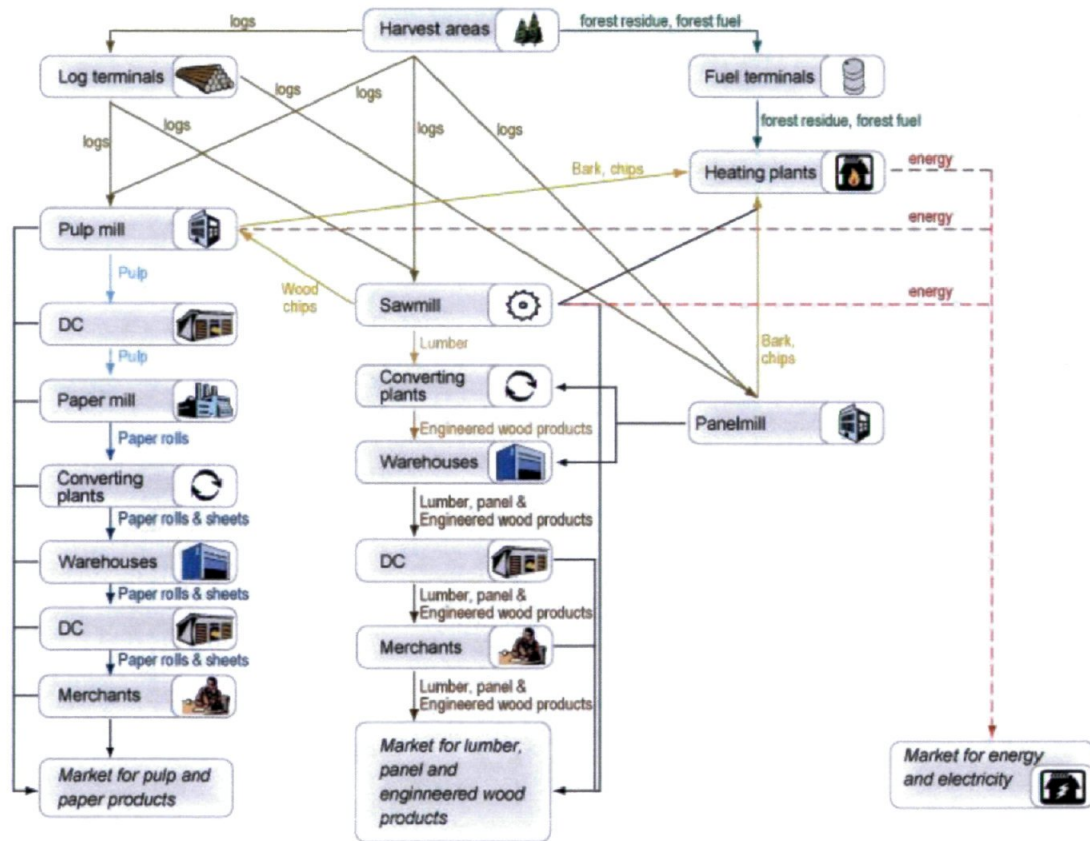 Harvest areas
logs
forest residue, forest fuel
Log terminals
Fuel terminals
logs
logs
logs
logs
logs
logs
forest residue, forest fuel
Bark, chips
Heating plants
energy
Pulp mill
energy
Pulp
Wood
chips
Sawmill
energy
DC
Lumber
Bark,
chips
Pulp
Converting
plants
Paper mill
Panelmill
Engineered wood products
Paper rolls
Warehouses
Converting
plants
Lumber, panel &
Engineered wood products
Paper rolls & sheets
Warehouses
DC
Paper rolls & sheets
Lumber, panel &
Engineered wood products
DC
Merchants
Paper rolls & sheets
Lumber, panel &
Engineered wood products
Merchants
Market for pulp and
paper products
Market for lumber,
panel and
enginneered wood
products
Market for energy
and electricity